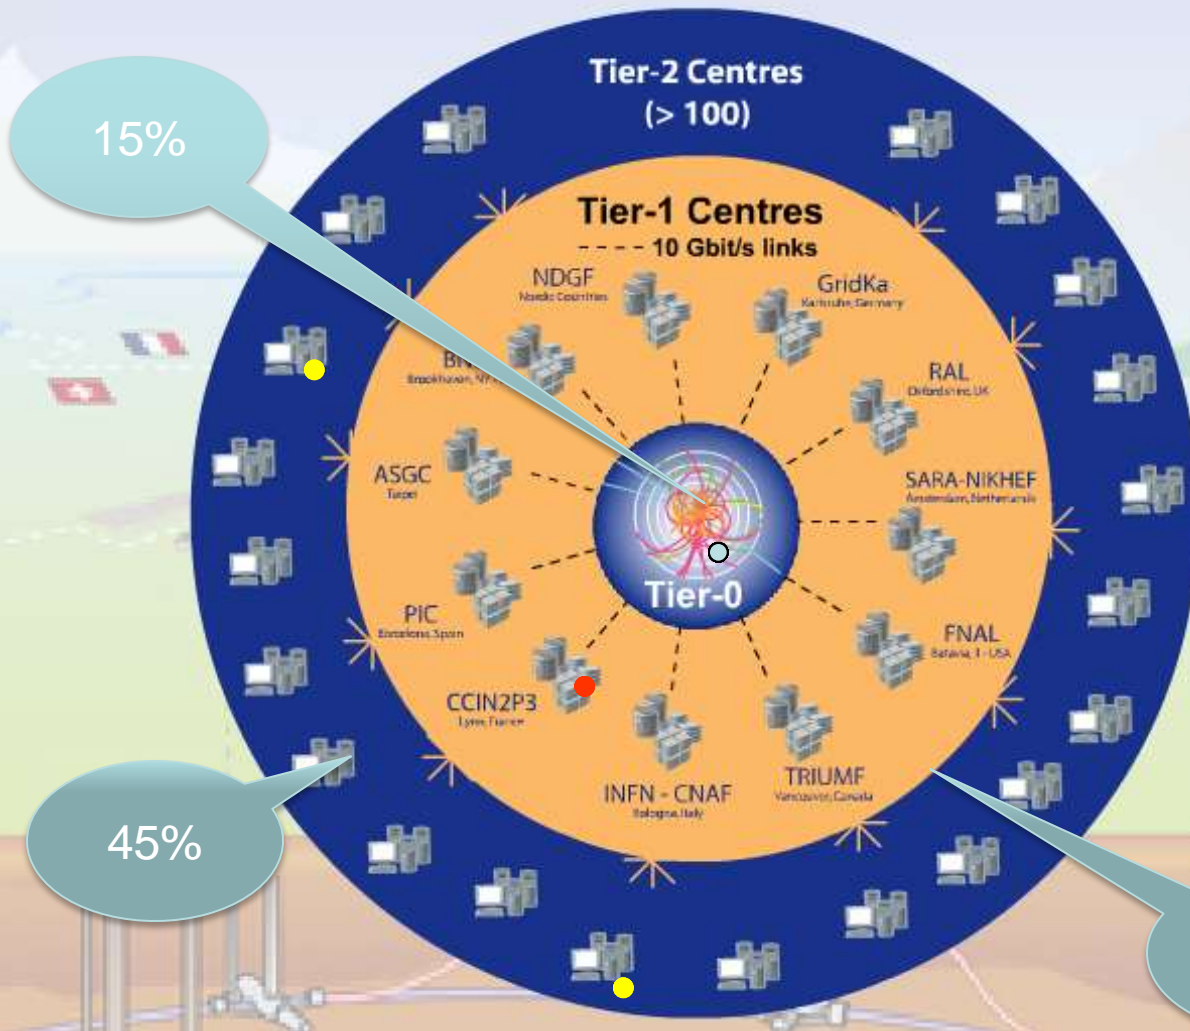 Tier-2 Centres
(> 100)
15%
Tier-1 Centres
---- 10 Gbit/s links
NDGF
Nordic Countries
GridKa
Karlsruhe, Germany
Brookhaven, NY
RAL
Oxfordshire, UK
ASGC
Taipei
SARA-NIKHEF
Amsterdam, Netherlands
Tier-0
PIC
Barcelona, Spain
FNAL
Batavia, Il - USA
CCIN2P3
Lyon, France
TRIUMF
Vancouver, Canada
INFN - CNAF
Bologna, Italy
45%